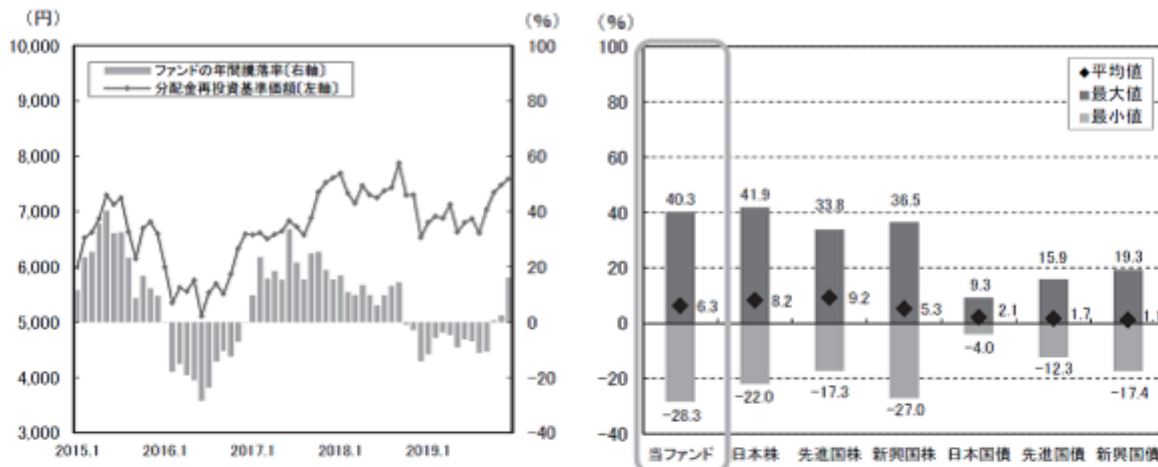 (円)
(%)
10,000
9,000
8,000
7,000
6,000
5,000
4,000
3,000
100
80
60
40
20
0
-20
-40
ファンドの年間騰落率〔右軸〕
分配金再投資基準価額〔左軸〕
2015.1 2016.1 2017.1 2018.1 2019.1
(%)
100
80
60
40
20
0
-20
-40
◆平均値
最大値
最小値
40.3 41.9 33.8 36.5 9.3 15.9 19.3
6.3 8.2 9.2 5.3 2.1 1.7 1.1
-28.3 -22.0 -17.3 -27.0 -4.0 -12.3 -17.4
当ファンド 日本株 先進国株 新興国株 日本国債 先進国債 新興国債